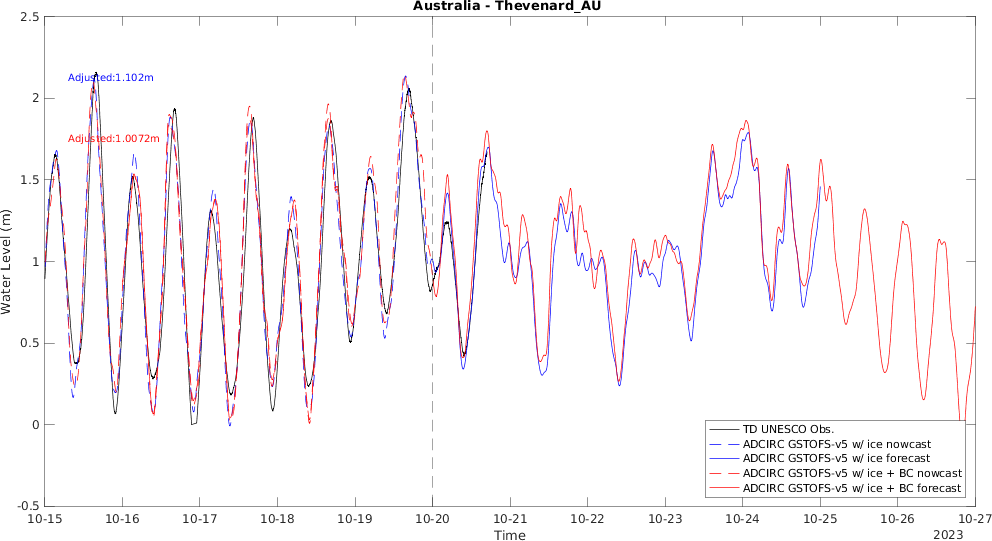 Australia - Thevenard_AU
2.5
2
1.5
1
0.5
0
-0.5
Water Level (m)
Adjusted:1.102m
Adjusted:1.0072m
TD UNESCO Obs.
ADCIRC GSTOFS-v5 w/ ice nowcast
ADCIRC GSTOFS-v5 w/ ice forecast
ADCIRC GSTOFS-v5 w/ ice + BC nowcast
ADCIRC GSTOFS-v5 w/ ice + BC forecast
10-15 10-16 10-17 10-18 10-19 10-20 10-21 10-22 10-23 10-24 10-25 10-26 10-27
Time
2023